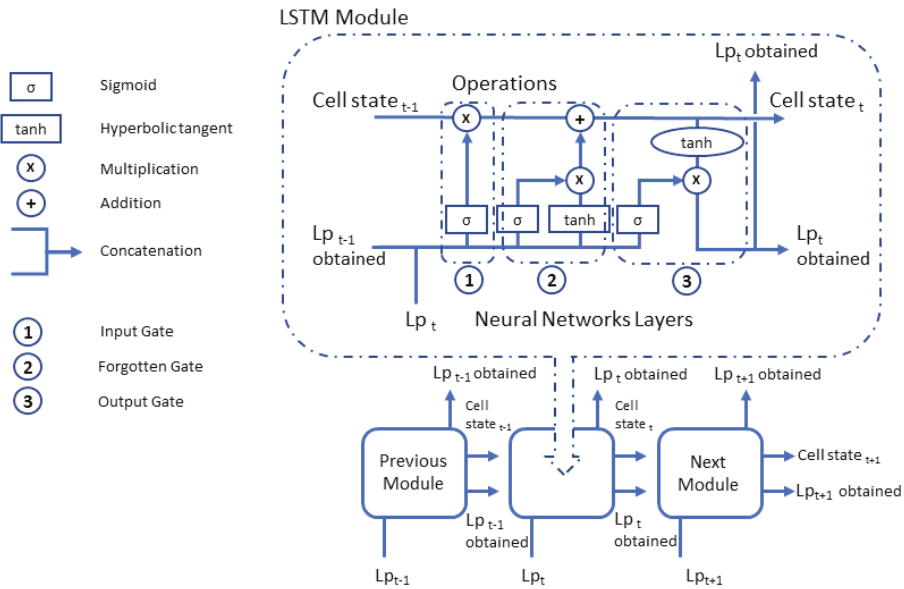 LSTM Module
σ Sigmoid
tanh Hyperbolic tangent
x Multiplication
+ Addition
Concatenation
1 Input Gate
2 Forgotten Gate
3 Output Gate
Lpt obtained
Operations
Cell state t-1
x
+
Cell state t
tanh
x
x
σ
σ
tanh
σ
Lp t-1
obtained
Lpt
obtained
1
2
3
Lp t
Neural Networks Layers
Lpt-1 obtained
Lp t obtained
Lpt+1 obtained
Cell
state t-1
Cell
state t
Previous
Module
Next
Module
Cell state t+1
Lpt+1 obtained
Lp t-1
obtained
Lp t
obtained
Lpt-1
Lpt
Lpt+1